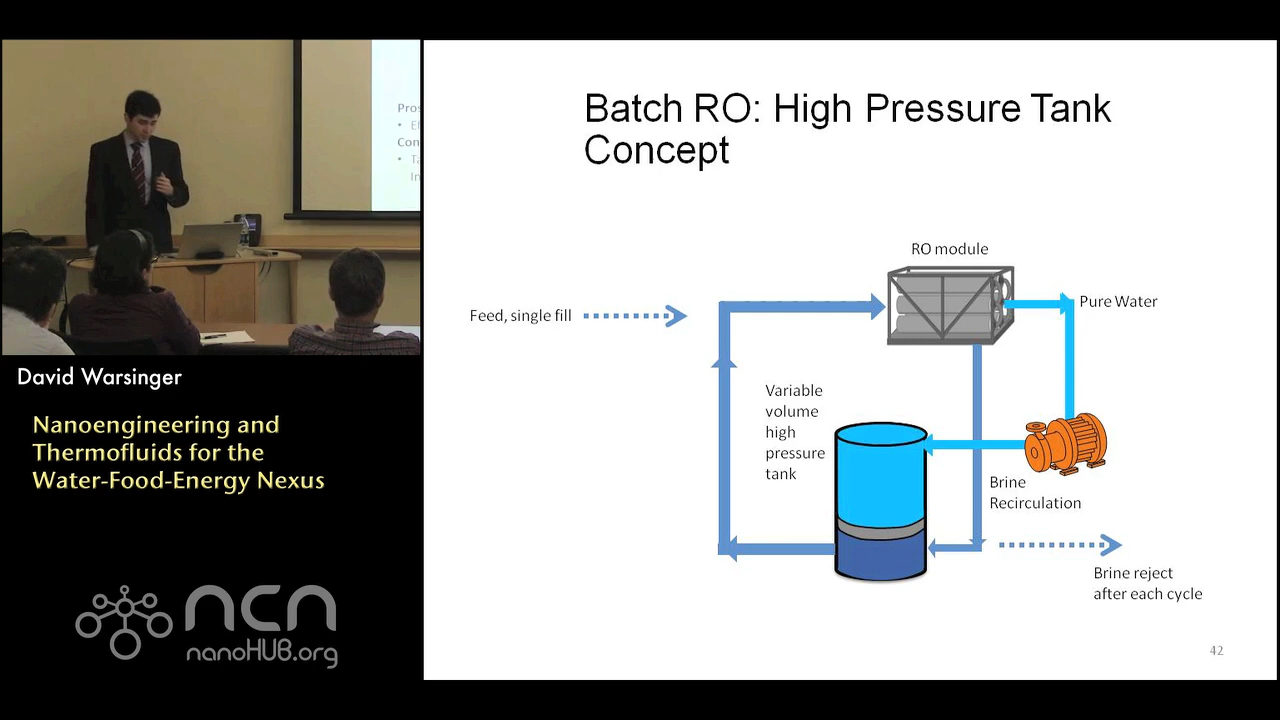 Pros
Con
Batch RO: High Pressure Tank
Concept
RO module
Feed, single fill
Pure Water
Variable
volume
high
pressure
tank
Brine
Recirculation
Brine reject
after each cycle
42
David Warsinger
Nanoengineering and
Thermofluids for the
Water-Food-Energy Nexus
ncn
nanoHUB.org